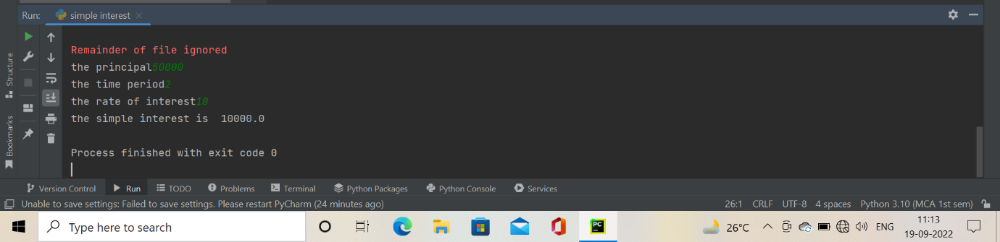 Run: simple interest
Remainder of file ignored
the principal50000
the time period2
the rate of interest10
the simple interest is  10000.0
Process finished with exit code 0
Structure
Bookmarks
Version Control Run TODO Problems Terminal Python Packages Python Console Services
Unable to save settings: Failed to save settings. Please restart PyCharm (24 minutes ago) 26:1 CRLF UTF-8 4 spaces Python 3.10 (MCA 1st sem)
Type here to search PC 26°C ENG 11:13
19-09-2022